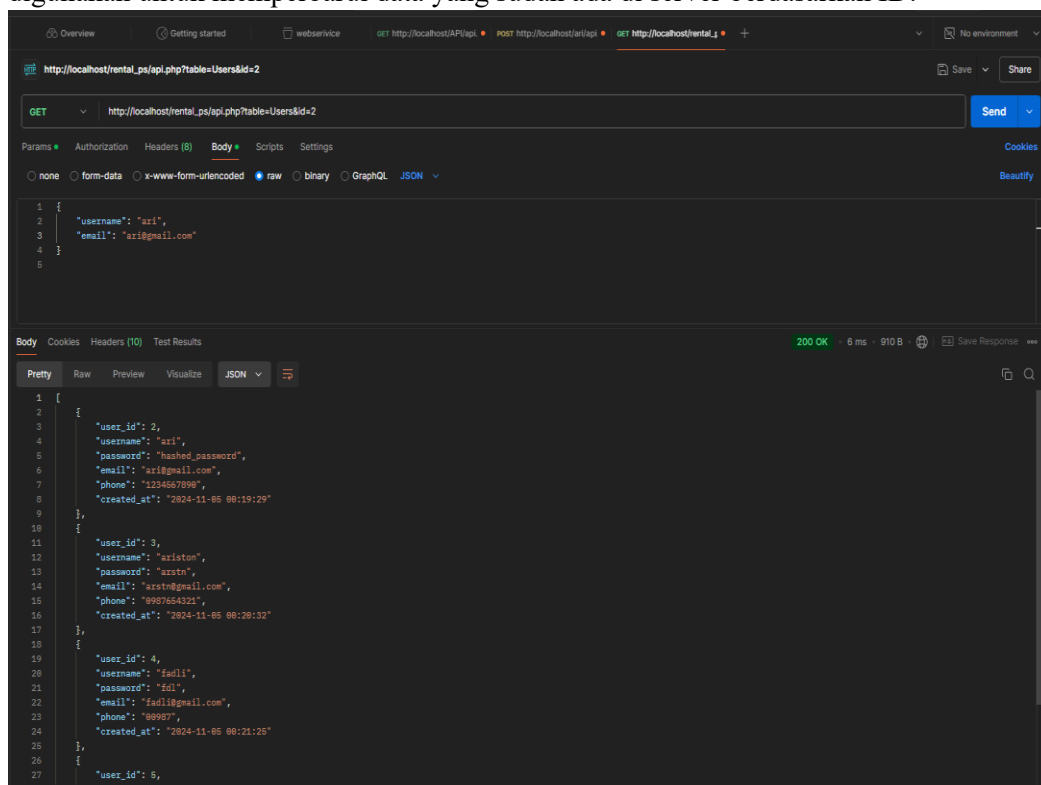 digunakan untuk memperbarui data yang sudah ada di server berdasarkan ID.
Overview Getting started webserivice GET http://localhost/API/api. POST http://localhost/ari/api GET http://localhost/rental_ No environment
HTTP http://localhost/rental_ps/api.php?table=Users&id=2 Save Share
GET http://localhost/rental_ps/api.php?table=Users&id=2 Send
Params Authorization Headers (8) Body Scripts Settings Cookies
none form-data x-www-form-urlencoded raw binary GraphQL JSON Beautify
1 {
2 "username": "ari",
3 "email": "ari@gmail.com"
4 }
5
Body Cookies Headers (10) Test Results 200 OK 6 ms 910 B Save Response
Pretty Raw Preview Visualize JSON
1 [
2 {
3 "user_id": 2,
4 "username": "ari",
5 "password": "hashed_password",
6 "email": "ari@gmail.com",
7 "phone": "1234567890",
8 "created_at": "2024-11-05 00:19:29"
9 },
10 {
11 "user_id": 3,
12 "username": "ariston",
13 "password": "arstn",
14 "email": "arstn@gmail.com",
15 "phone": "0987654321",
16 "created_at": "2024-11-05 00:20:32"
17 },
18 {
19 "user_id": 4,
20 "username": "fadli",
21 "password": "fdl",
22 "email": "fadli@gmail.com",
23 "phone": "00987",
24 "created_at": "2024-11-05 00:21:25"
25 },
26 {
27 "user_id": 5,